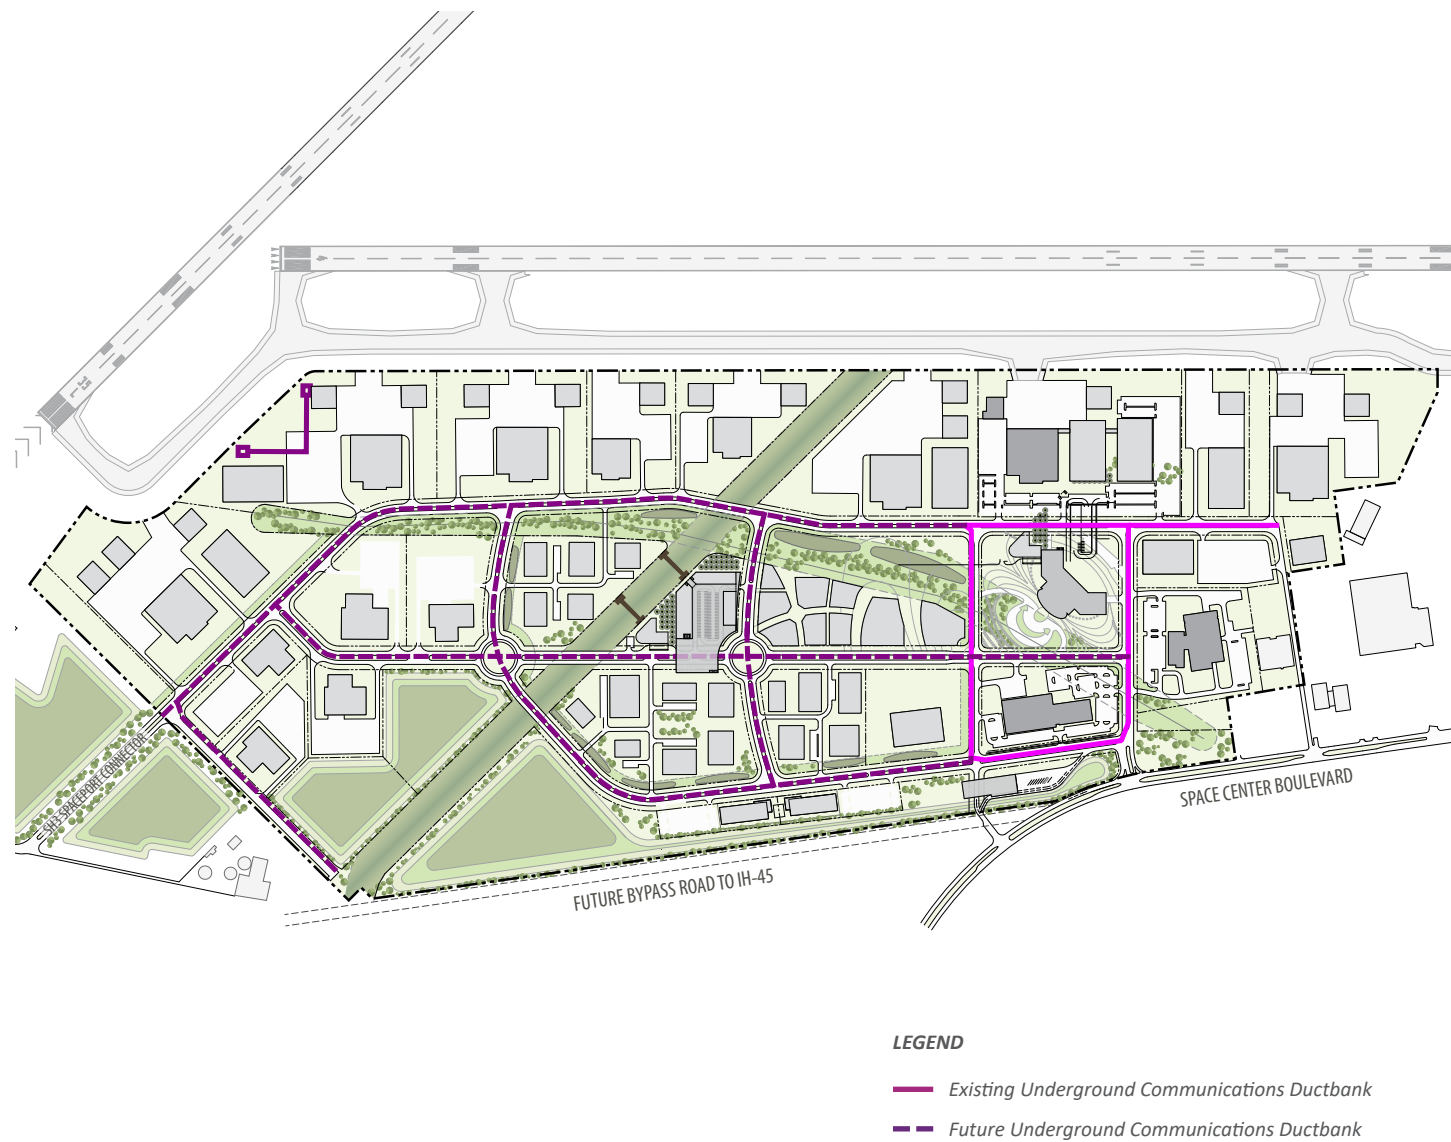 SH3 SPACEPORT CONNECTOR
SPACE CENTER BOULEVARD
FUTURE BYPASS ROAD TO IH-45
LEGEND
Existing Underground Communications Ductbank
Future Underground Communications Ductbank